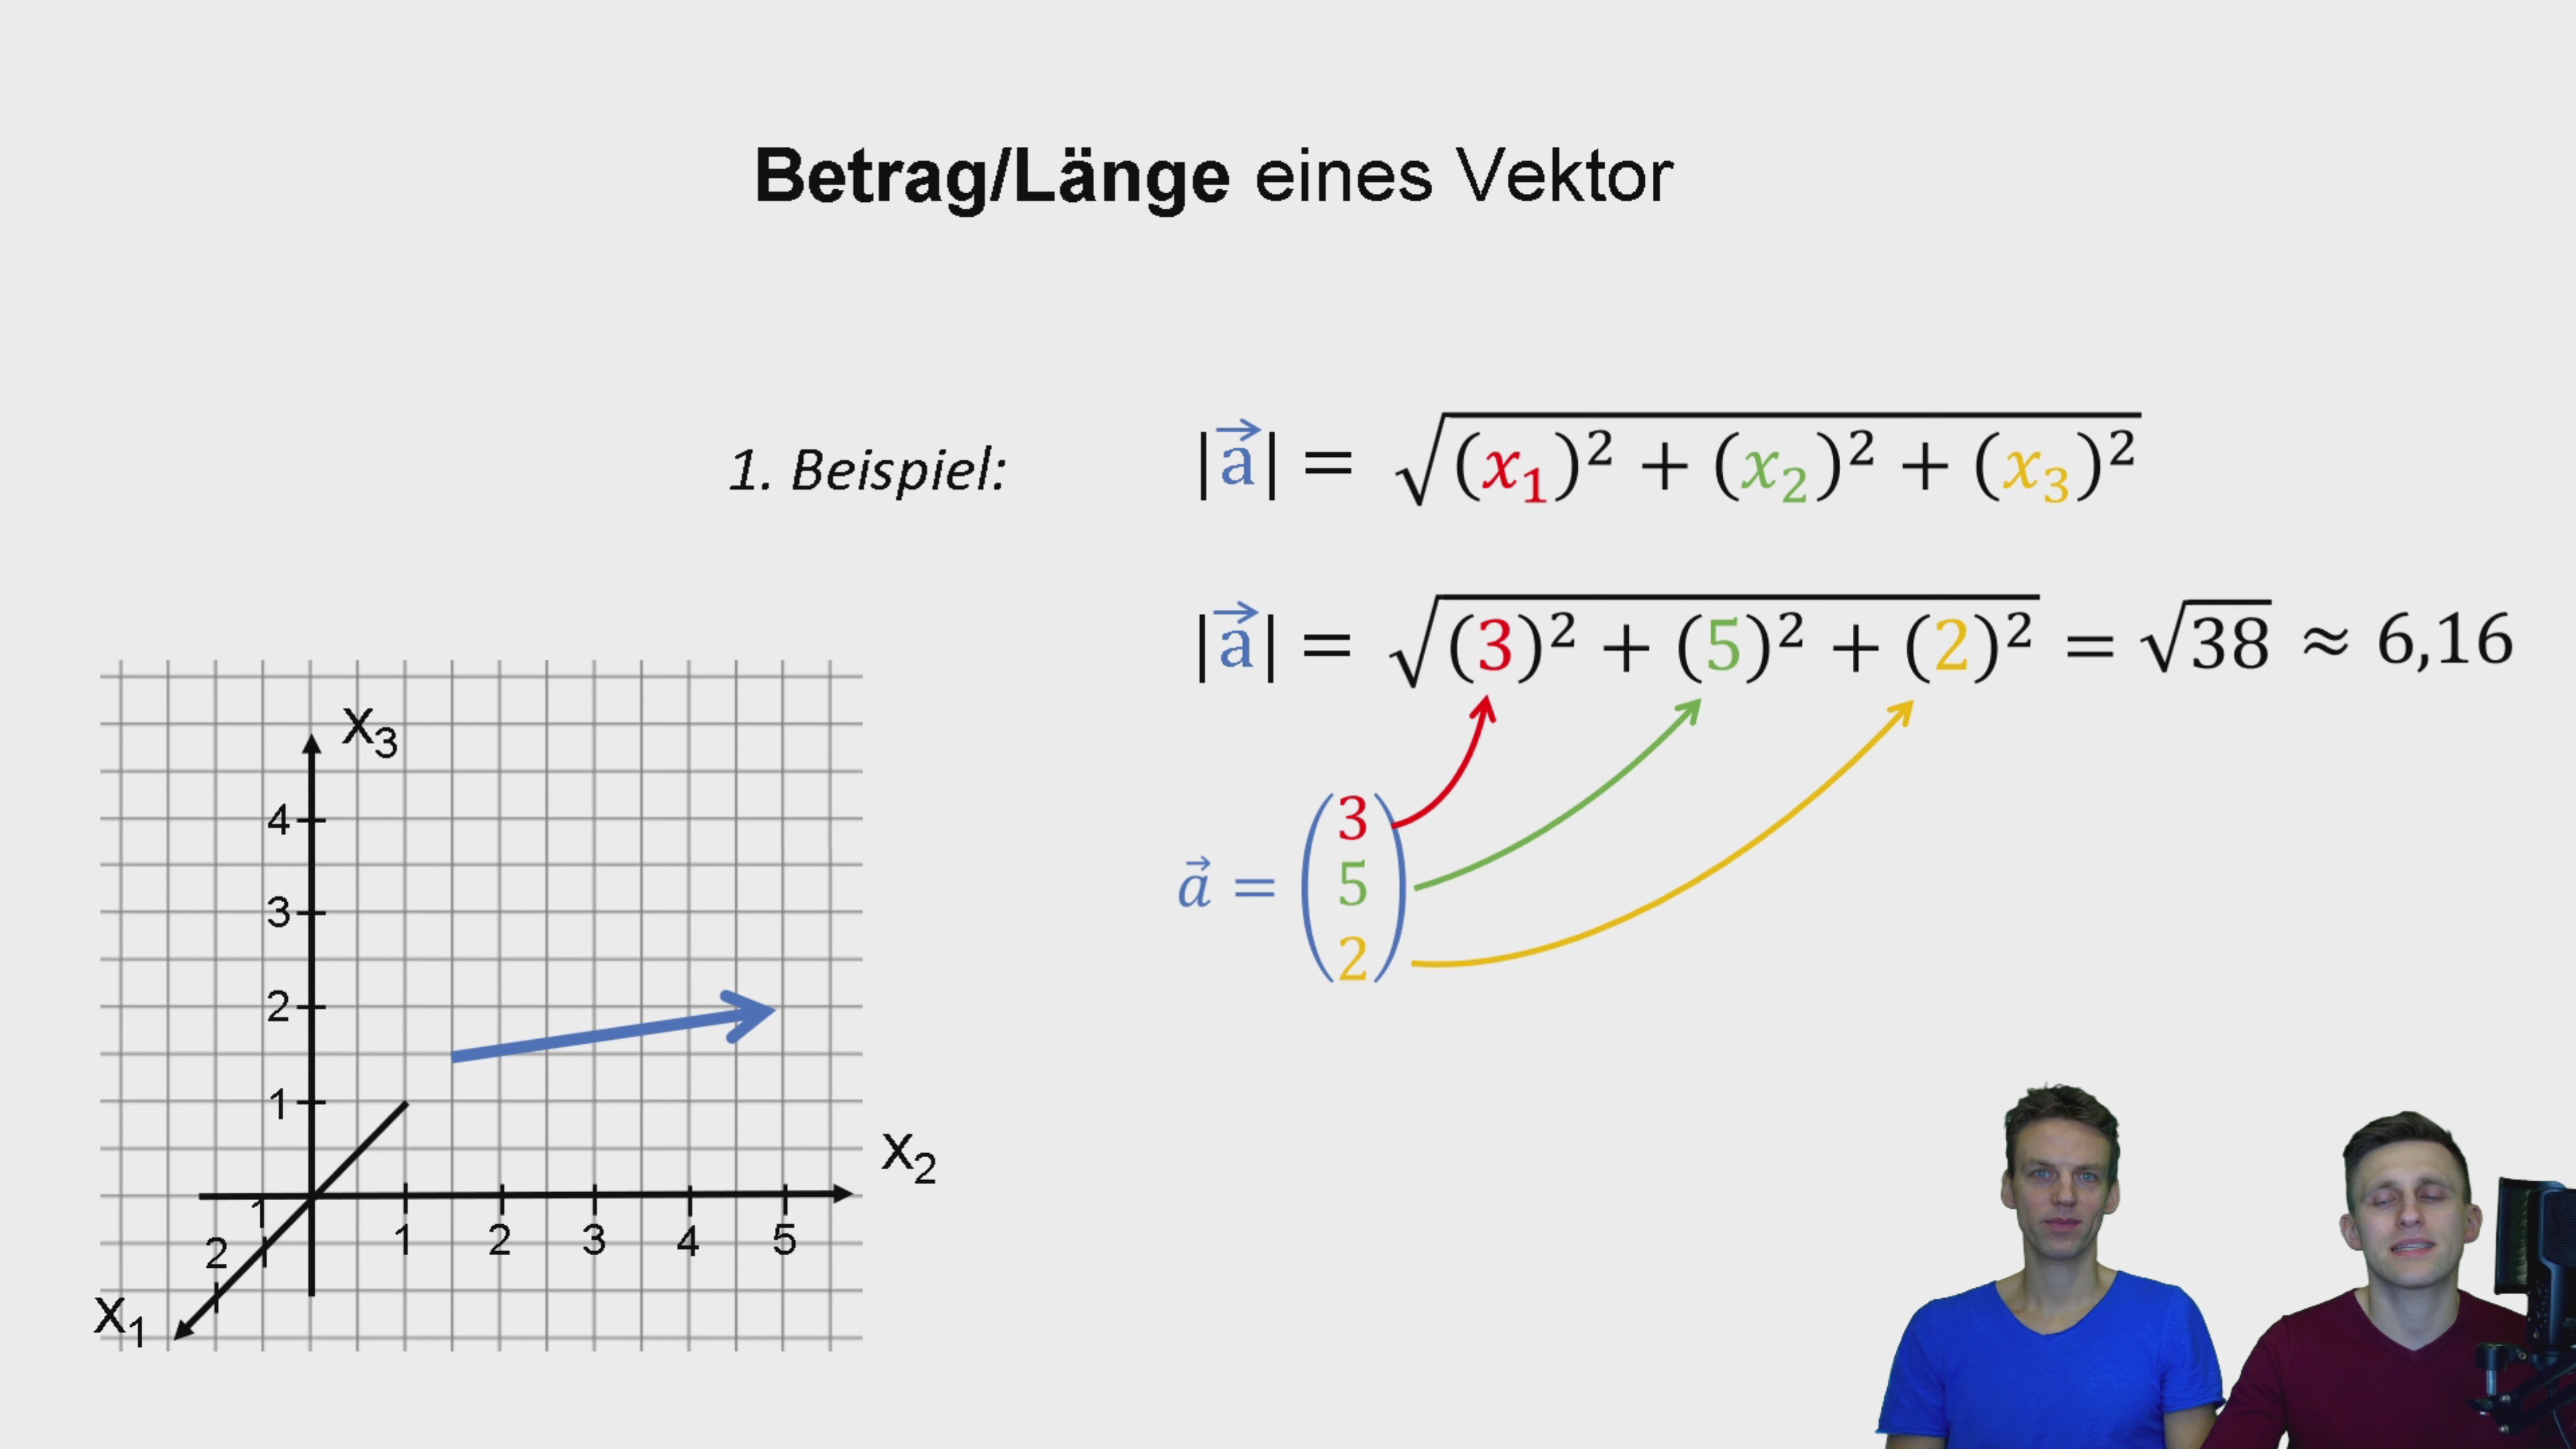 Betrag/Länge eines Vektor
1. Beispiel:
|a⃗| = √((x₁)² + (x₂)² + (x₃)²)
|a⃗| = √((3)² + (5)² + (2)²) = √38 ≈ 6,16
a⃗ = (3
5
2)
x₃
4
3
2
1
x₂
1
2
1 2 3 4 5
x₁